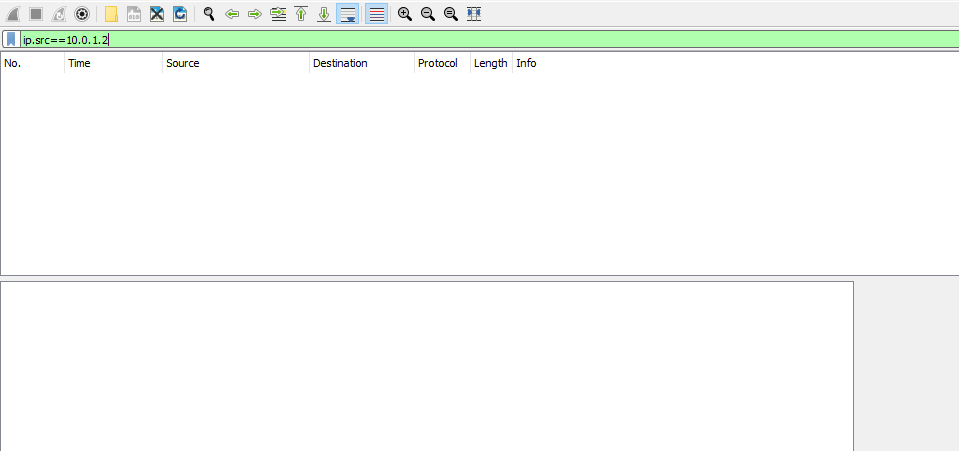 ip.src==10.0.1.2
No. Time Source Destination Protocol Length Info